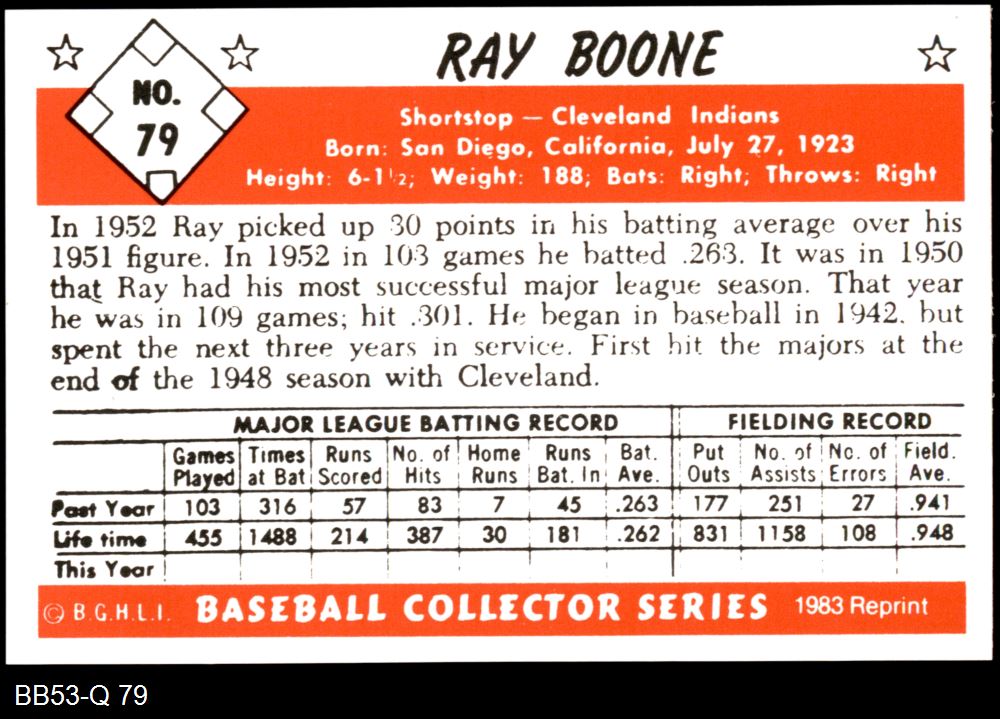 RAY BOONE
NO.
79
Shortstop — Cleveland Indians
Born: San Diego, California, July 27, 1923
Height: 6-1 1/2; Weight: 188; Bats: Right; Throws: Right
In 1952 Ray picked up 30 points in his batting average over his
1951 figure. In 1952 in 103 games he batted .263. It was in 1950
that Ray had his most successful major league season. That year
he was in 109 games; hit .301. He began in baseball in 1942. but
spent the next three years in service. First hit the majors at the
end of the 1948 season with Cleveland.
MAJOR LEAGUE BATTING RECORD FIELDING RECORD
Games Times Runs No. of Home Runs Bat. Put No. of No. of Field.
Played at Bat Scored Hits Runs Bat. In Ave. Outs Assists Errors Ave.
Past Year 103 316 57 83 7 45 .263 177 251 27 .941
Life time 455 1488 214 387 30 181 .262 831 1158 108 .948
This Year
© B.G.H.L.I. BASEBALL COLLECTOR SERIES 1983 Reprint
BB53-Q 79